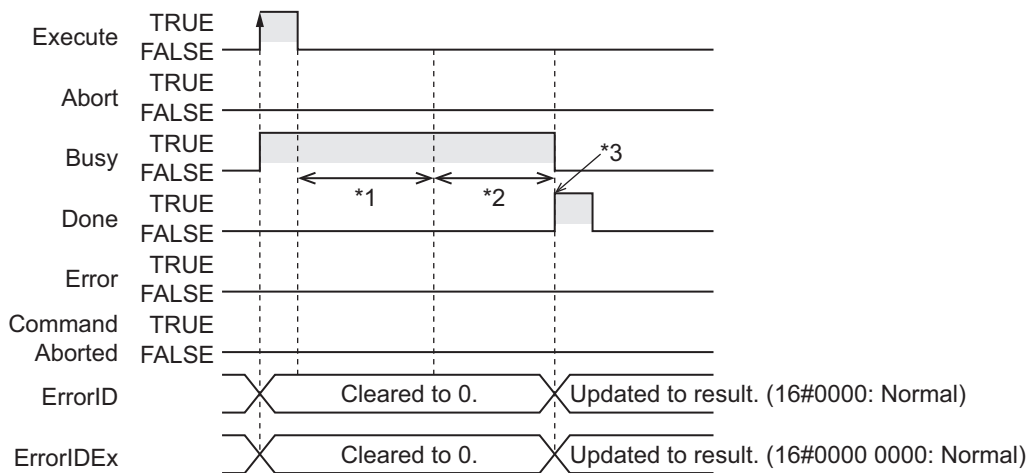 Execute TRUE
FALSE
Abort TRUE
FALSE
Busy TRUE
FALSE
*1 *2 *3
Done TRUE
FALSE
Error TRUE
FALSE
Command TRUE
Aborted FALSE
ErrorID Cleared to 0. Updated to result. (16#0000: Normal)
ErrorIDEx Cleared to 0. Updated to result. (16#0000 0000: Normal)